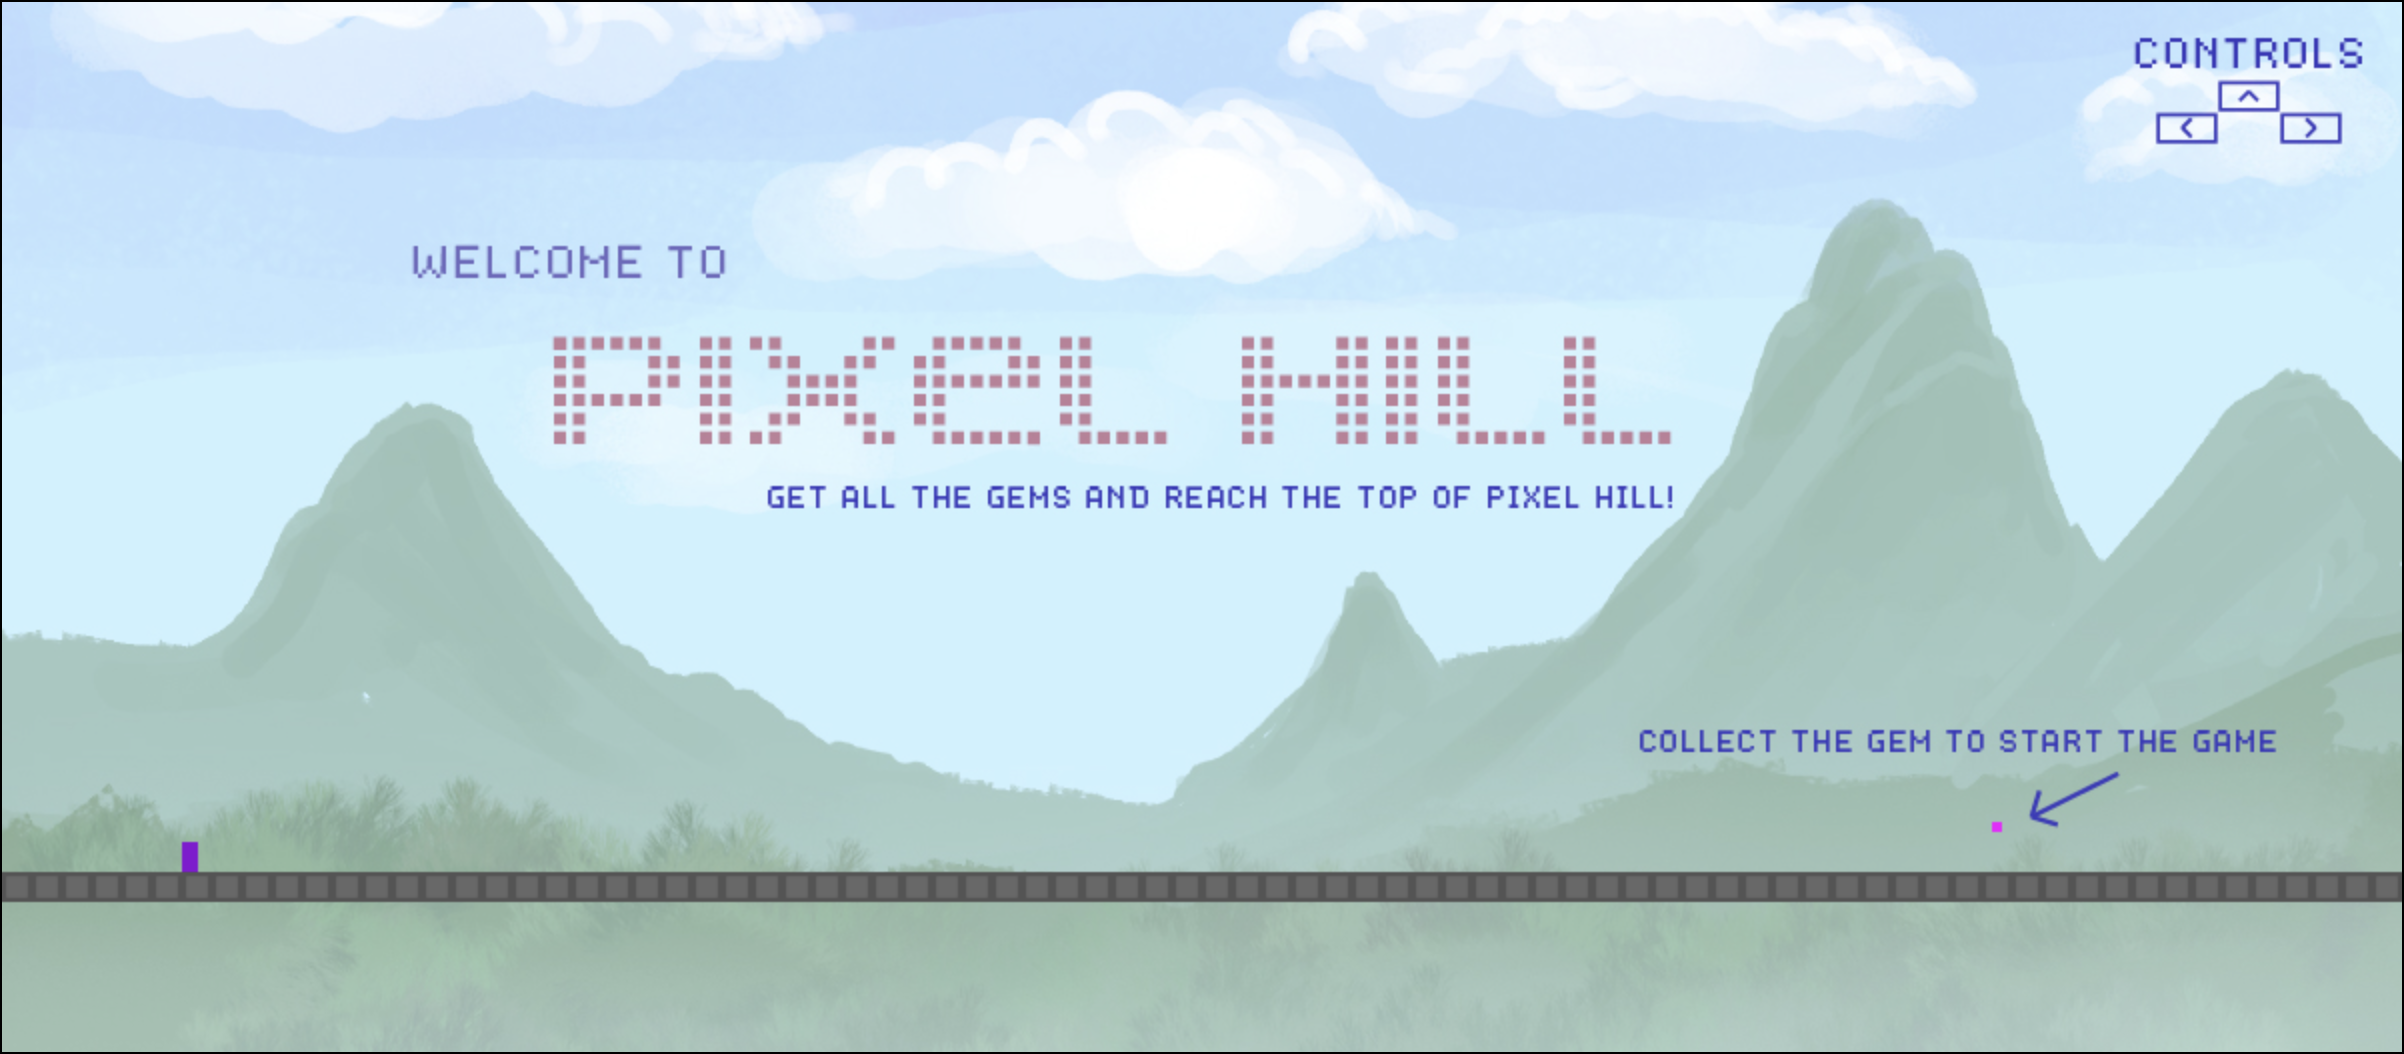 CONTROLS
WELCOME TO
PIXEL HILL
GET ALL THE GEMS AND REACH THE TOP OF PIXEL HILL!
COLLECT THE GEM TO START THE GAME